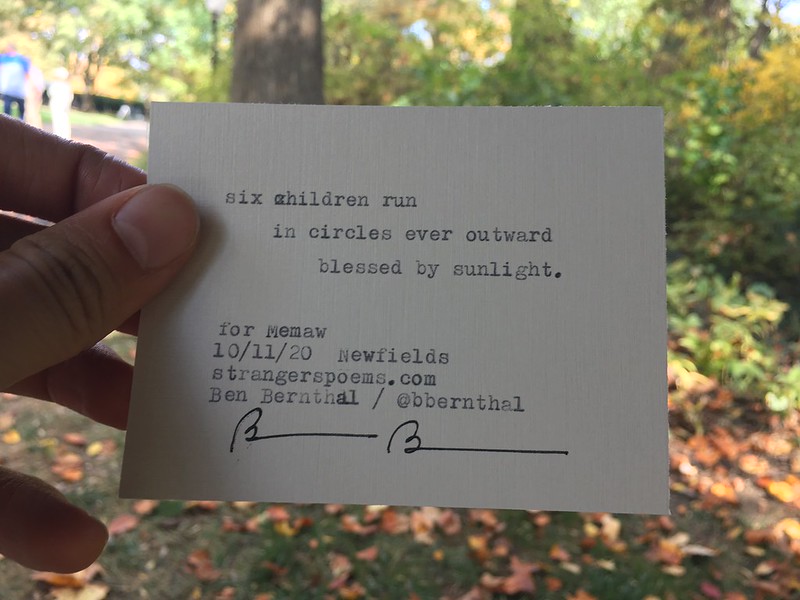 six children run
in circles ever outward
blessed by sunlight.
for Memaw
10/11/20 Newfields
strangerspoems.com
Ben Bernthal / @bbernthal
B B